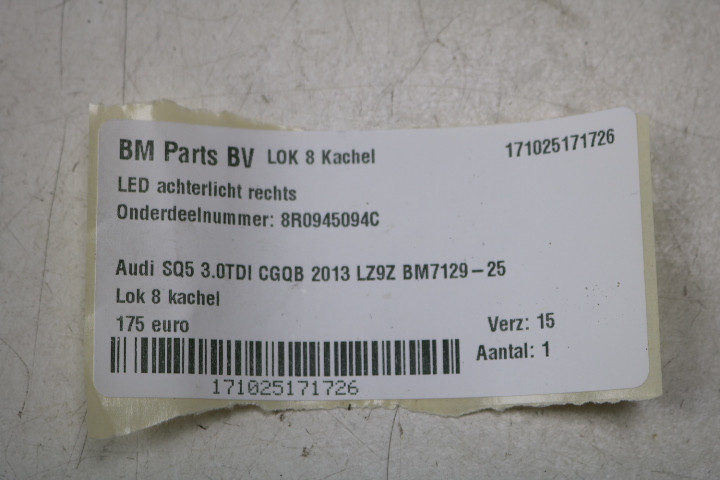 BM Parts BV LOK 8 Kachel 171025171726
LED achterlicht rechts
Onderdeelnummer: 8R0945094C
Audi SQ5 3.0TDI CGQB 2013 LZ9Z BM7129-25
Lok 8 kachel
175 euro Verz: 15
Aantal: 1
171025171726